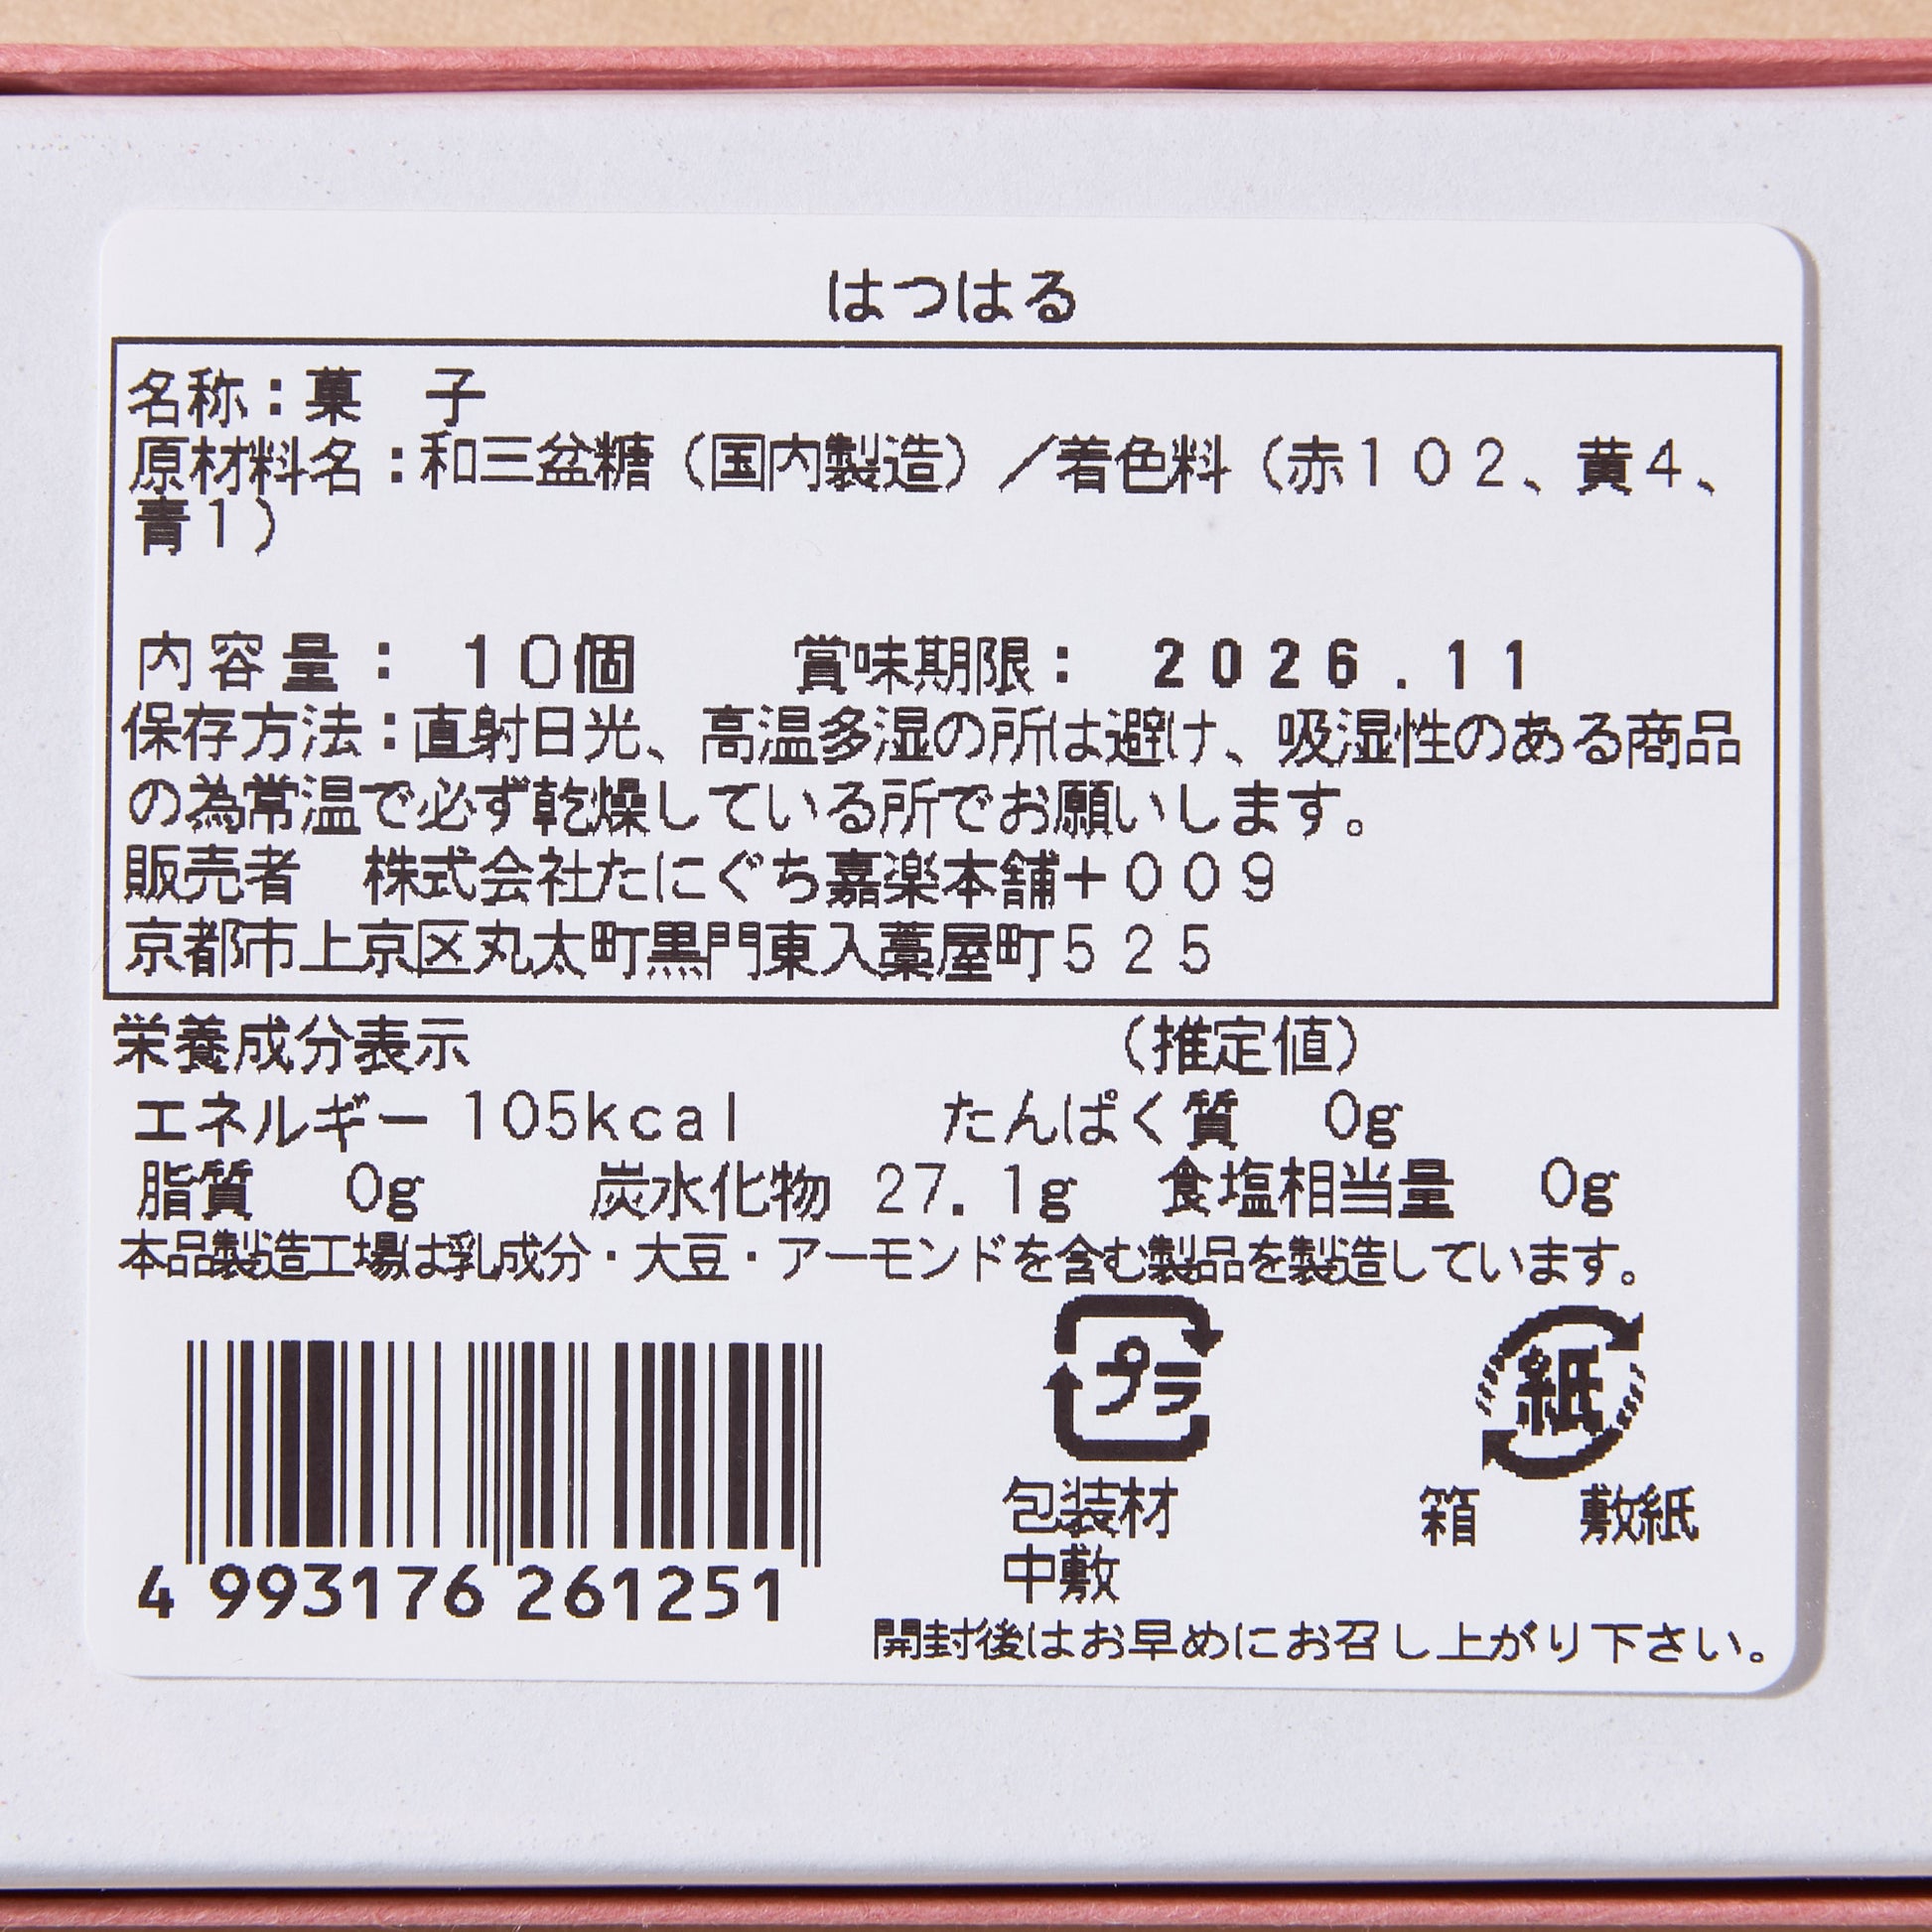 はつはる
名称：菓　子
原材料名：和三盆糖（国内製造）／着色料（赤１０２、黄４、
青１）
内容量：　１０個　　賞味期限：　２０２６．１１
保存方法：直射日光、高温多湿の所は避け、吸湿性のある商品
の為常温で必ず乾燥している所でお願いします。
販売者　株式会社たにぐち嘉楽本舗＋００９
京都市上京区丸太町黒門東入藁屋町５２５
栄養成分表示　　（推定値）
エネルギー 105kcal　　たんぱく質　0g
脂質　0g　　炭水化物 27.1g　食塩相当量　0g
本品製造工場は乳成分・大豆・アーモンドを含む製品を製造しています。
プラ　　紙
包装材　　箱　敷紙
中敷
4 993176 261251
開封後はお早めにお召し上がり下さい。